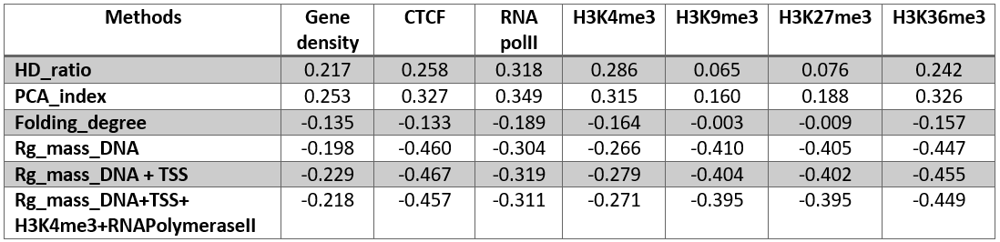 Methods Gene density CTCF RNA polII H3K4me3 H3K9me3 H3K27me3 H3K36me3
HD_ratio 0.217 0.258 0.318 0.286 0.065 0.076 0.242
PCA_index 0.253 0.327 0.349 0.315 0.160 0.188 0.326
Folding_degree -0.135 -0.133 -0.189 -0.164 -0.003 -0.009 -0.157
Rg_mass_DNA -0.198 -0.460 -0.304 -0.266 -0.410 -0.405 -0.447
Rg_mass_DNA + TSS -0.229 -0.467 -0.319 -0.279 -0.404 -0.402 -0.455
Rg_mass_DNA+TSS+ -0.218 -0.457 -0.311 -0.271 -0.395 -0.395 -0.449
H3K4me3+RNAPolymeraseII